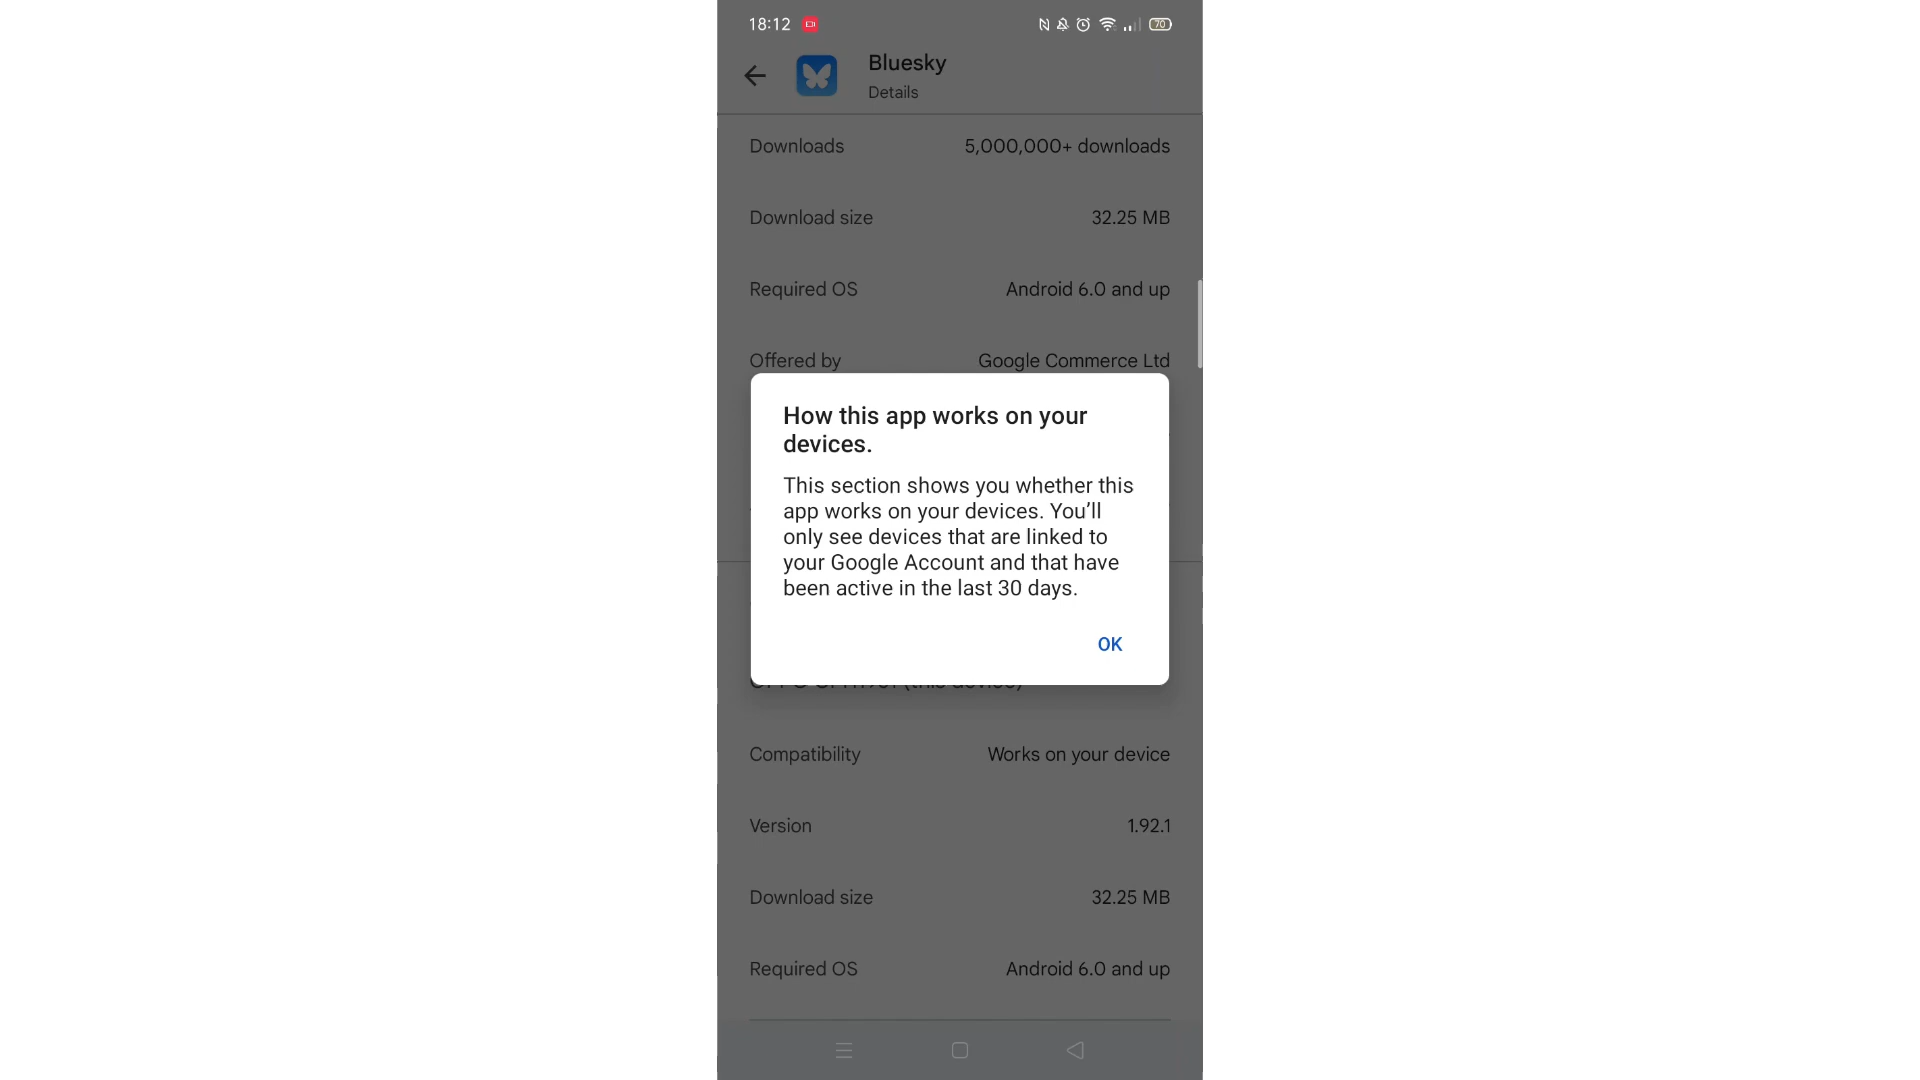 18:12
70
Bluesky
Details
Downloads 5,000,000+ downloads
Download size 32.25 MB
Required OS Android 6.0 and up
Offered by Google Commerce Ltd
How this app works on your
devices.
This section shows you whether this
app works on your devices. You’ll
only see devices that are linked to
your Google Account and that have
been active in the last 30 days.
OK
(this device)
Compatibility Works on your device
Version 1.92.1
Download size 32.25 MB
Required OS Android 6.0 and up